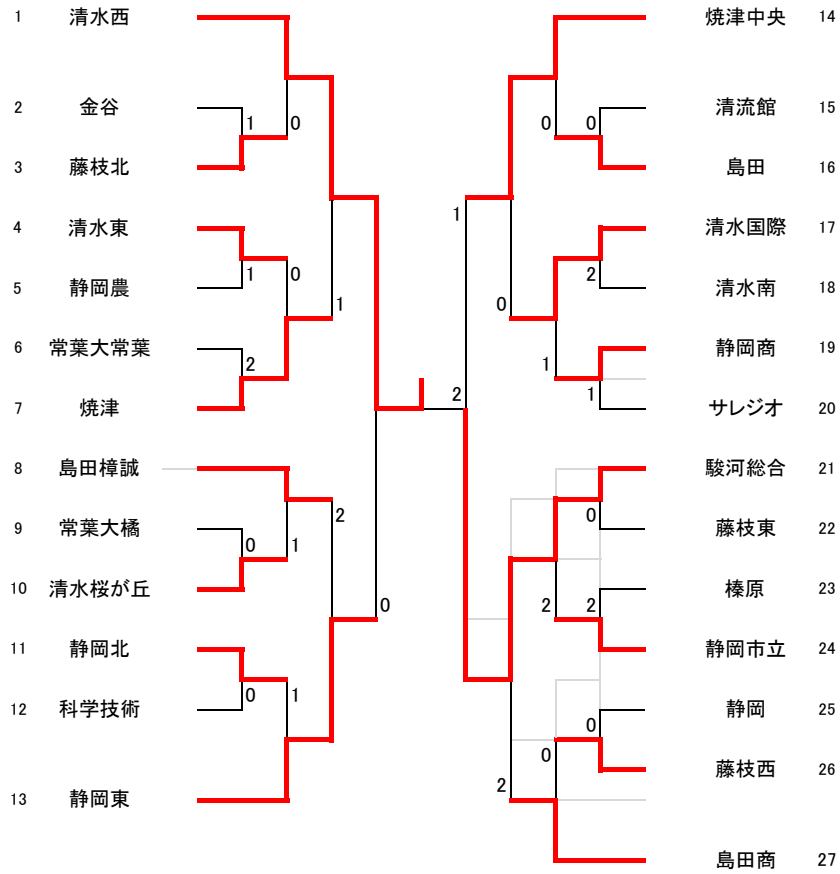 1 清水西
2 金谷
1
0
3 藤枝北
4 清水東
1
0
5 静岡農
1
6 常葉大常葉
2
7 焼津
8 島田樟誠
2
9 常葉大橘
0
1
10 清水桜が丘
0
11 静岡北
0
1
12 科学技術
13 静岡東
焼津中央 14
清流館 15
0
0
島田 16
1
清水国際 17
2
清水南 18
0
静岡商 19
1
2
1
サレジオ 20
駿河総合 21
0
藤枝東 22
榛原 23
2
2
静岡市立 24
静岡 25
0
0
藤枝西 26
2
島田商 27